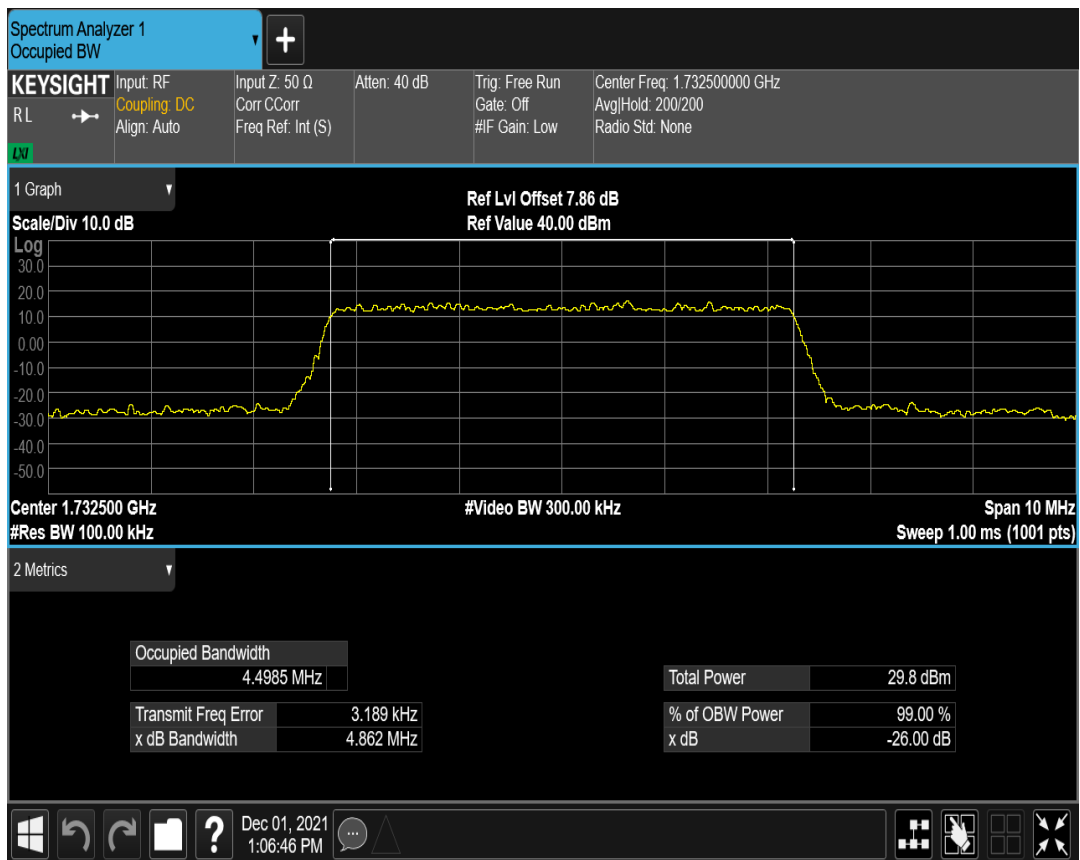 Spectrum Analyzer 1
Occupied BW
+
KEYSIGHT Input: RF Input Z: 50 Ω Atten: 40 dB Trig: Free Run Center Freq: 1.732500000 GHz
RL Coupling: DC Corr CCorr Gate: Off Avg|Hold: 200/200
Align: Auto Freq Ref: Int (S) #IF Gain: Low Radio Std: None
LXI
1 Graph
Ref Lvl Offset 7.86 dB
Scale/Div 10.0 dB Ref Value 40.00 dBm
Log
30.0
20.0
10.0
0.00
-10.0
-20.0
-30.0
-40.0
-50.0
Center 1.732500 GHz #Video BW 300.00 kHz Span 10 MHz
#Res BW 100.00 kHz Sweep 1.00 ms (1001 pts)
2 Metrics
Occupied Bandwidth
4.4985 MHz Total Power 29.8 dBm
Transmit Freq Error 3.189 kHz % of OBW Power 99.00 %
x dB Bandwidth 4.862 MHz x dB -26.00 dB
? Dec 01, 2021
1:06:46 PM